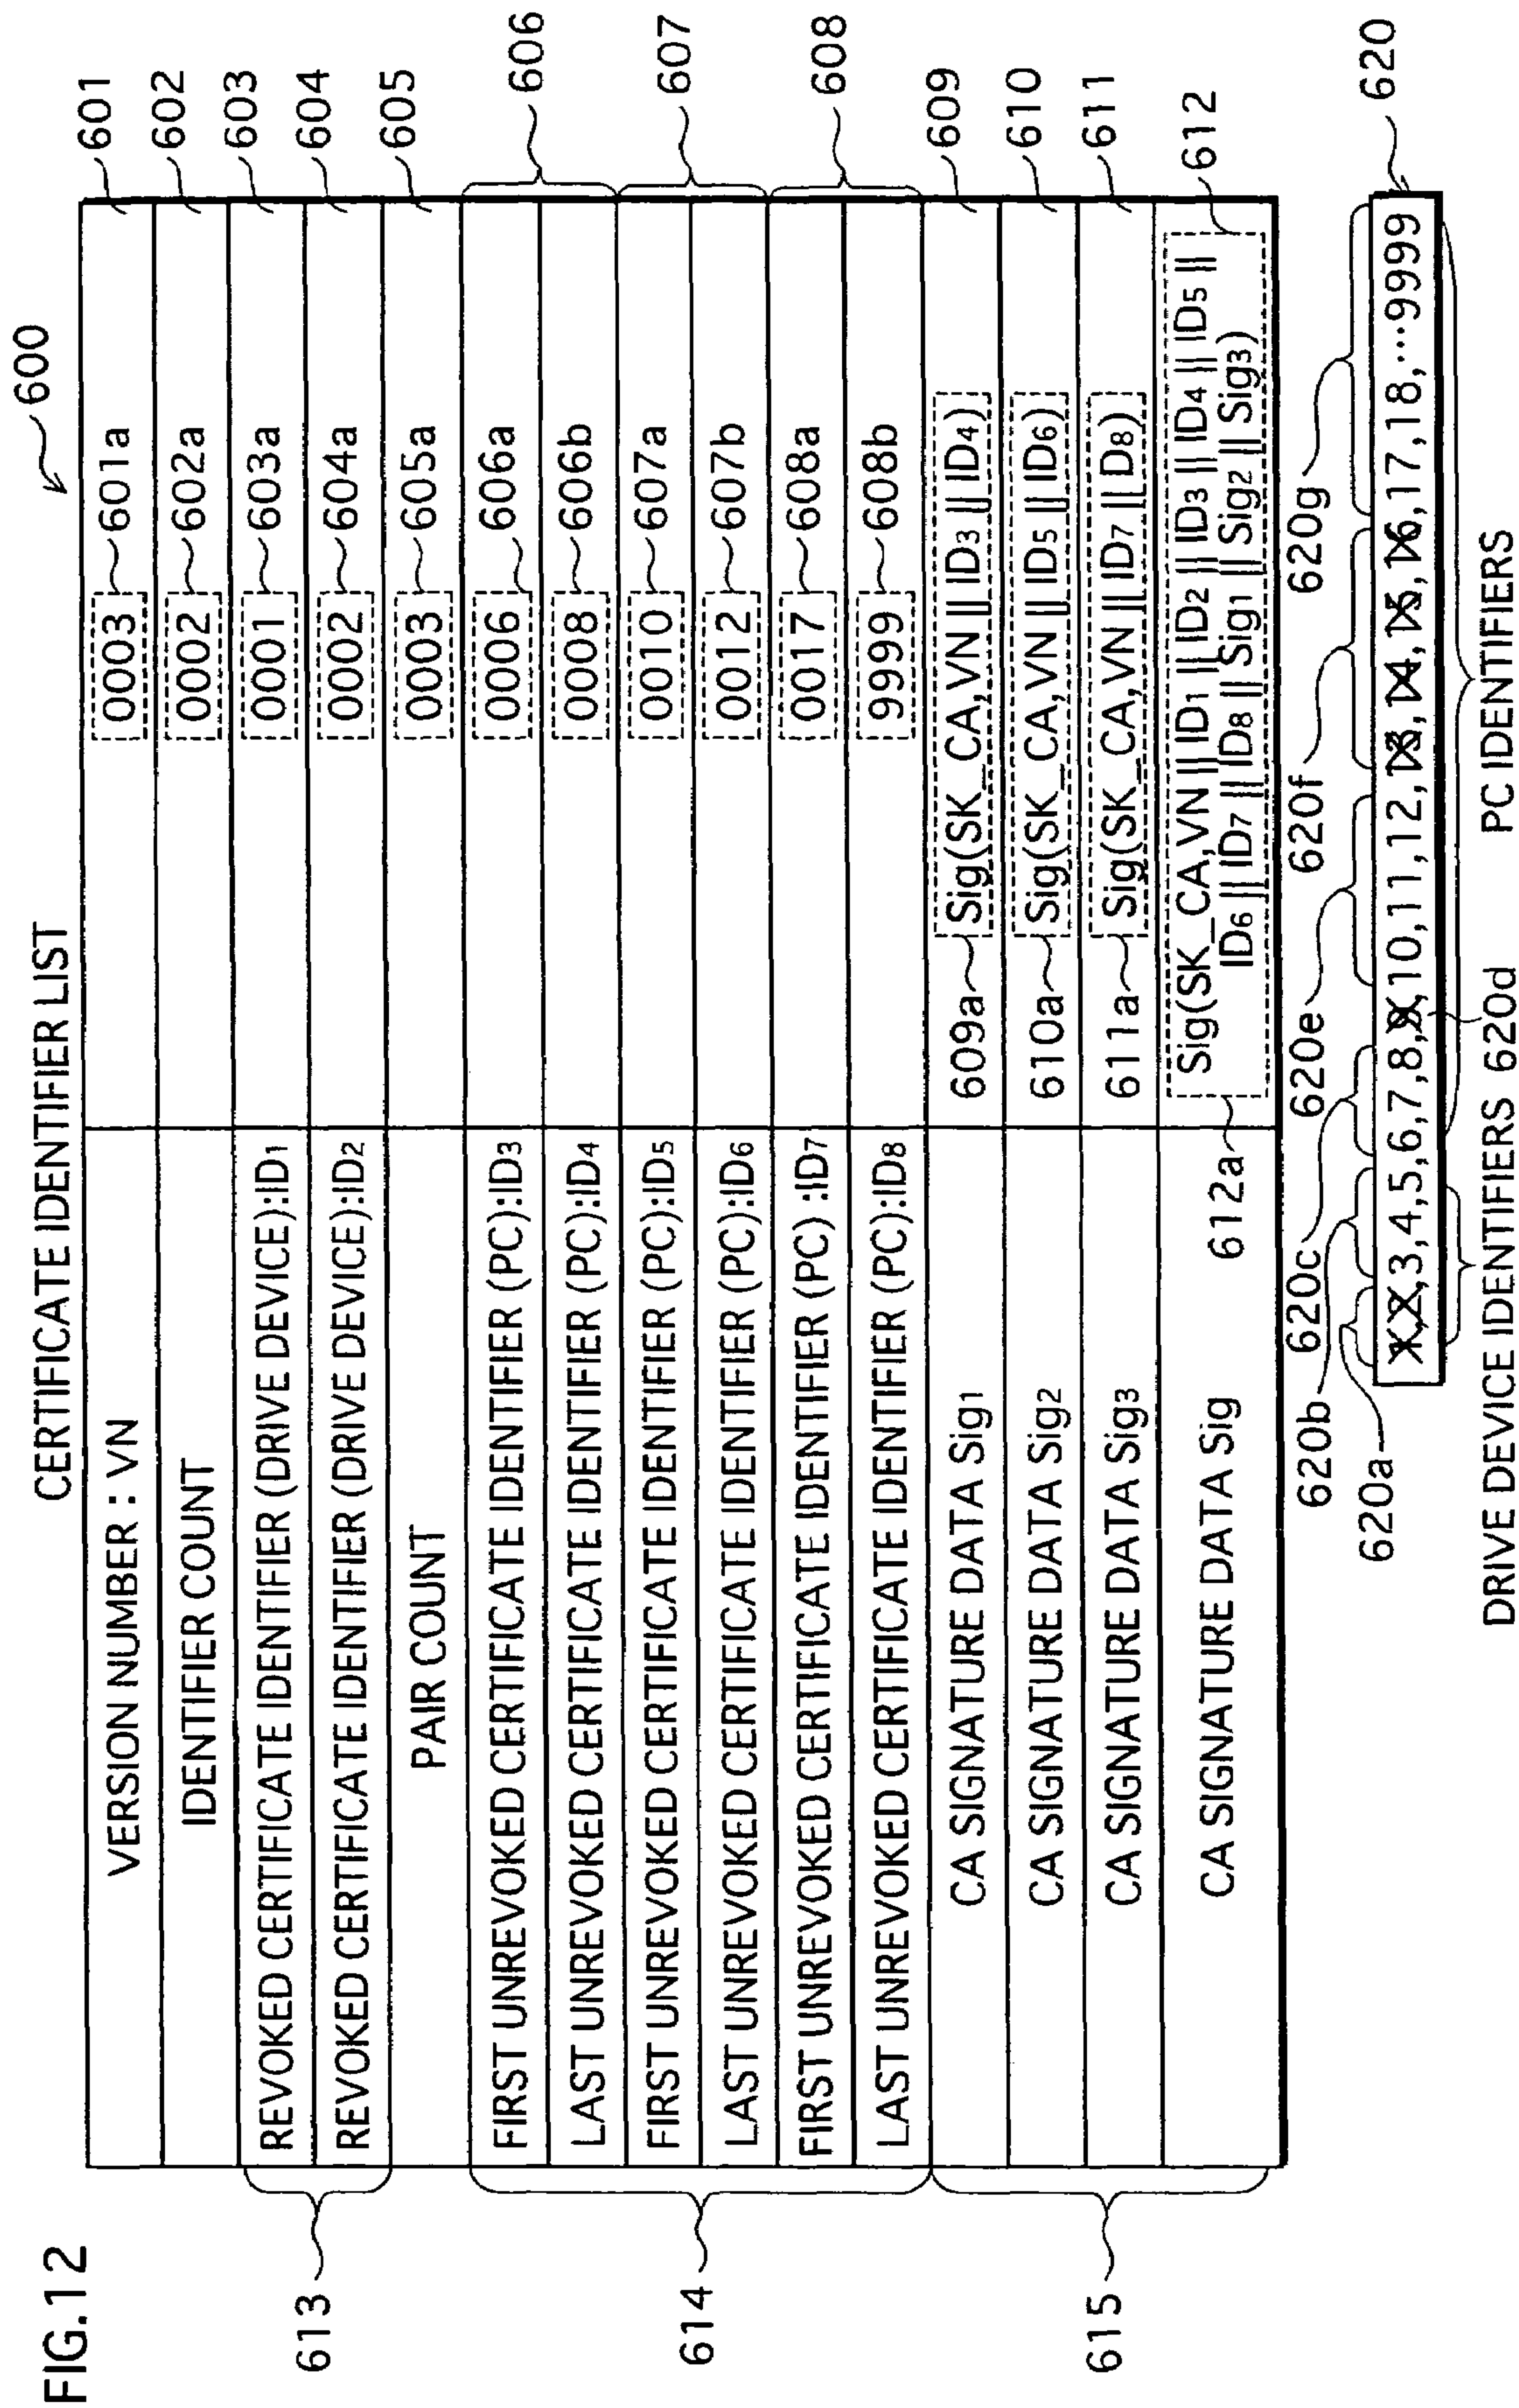 FIG.12
CERTIFICATE IDENTIFIER LIST
600
VERSION NUMBER : VN 0003 601a 601
IDENTIFIER COUNT 0002 602a 602
613
REVOKED CERTIFICATE IDENTIFIER (DRIVE DEVICE):ID1 0001 603a 603
REVOKED CERTIFICATE IDENTIFIER (DRIVE DEVICE):ID2 0002 604a 604
PAIR COUNT 0003 605a 605
614
FIRST UNREVOKED CERTIFICATE IDENTIFIER (PC):ID3 0006 606a 606
LAST UNREVOKED CERTIFICATE IDENTIFIER (PC):ID4 0008 606b
FIRST UNREVOKED CERTIFICATE IDENTIFIER (PC):ID5 0010 607a 607
LAST UNREVOKED CERTIFICATE IDENTIFIER (PC):ID6 0012 607b
FIRST UNREVOKED CERTIFICATE IDENTIFIER (PC) :ID7 0017 608a 608
LAST UNREVOKED CERTIFICATE IDENTIFIER (PC):ID8 9999 608b
615
CA SIGNATURE DATA Sig1 609a Sig(SK_CA,VN || ID3 || ID4) 609
CA SIGNATURE DATA Sig2 610a Sig(SK_CA,VN || ID5 || ID6) 610
CA SIGNATURE DATA Sig3 611a Sig(SK_CA,VN || ID7 || D8) 611
CA SIGNATURE DATA Sig 612a Sig(SK_CA,VN || ID1 || ID2 || ID3 || ID4 || ID5 || 612
ID6 || ID7 || ID8 || Sig1 || Sig2 || Sig3)
620a 620b 620c 620e 620f 620g
1,2,3,4,5,6,7,8,9,10,11,12,13,14,15,16,17,18,···9999 620
DRIVE DEVICE IDENTIFIERS 620d PC IDENTIFIERS